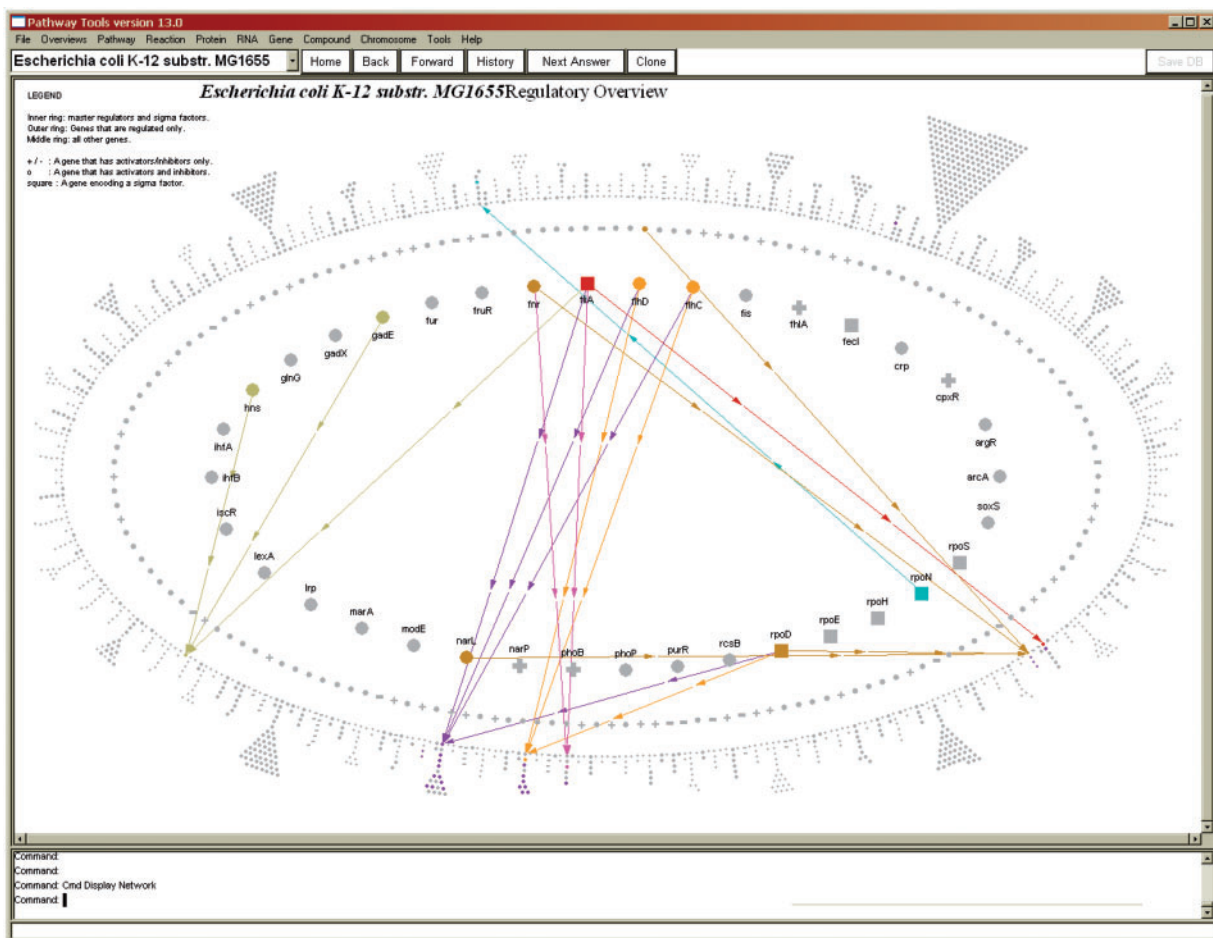 Pathway Tools version 13.0
File Overviews Pathway Reaction Protein RNA Gene Compound Chromosome Tools Help
Escherichia coli K-12 substr. MG1655 Home Back Forward History Next Answer Clone Save DB
LEGEND
Escherichia coli K-12 substr. MG1655Regulatory Overview
Inner ring: master regulators and sigma factors.
Outer ring: Genes that are regulated only.
Middle ring: all other genes.
+ / - : A gene that has activators/inhibitors only.
o : A gene that has activators and inhibitors.
square : A gene encoding a sigma factor.
fnr
fliA
flhD
flhC
fis
fhlA
fecI
crp
cpxR
argR
arcA
soxS
rpoS
rpoN
rpoH
rpoE
rpoD
rcsB
purR
phoP
phoB
narP
narL
modE
marA
lrp
lexA
iscR
ihfB
ihfA
hns
glnG
gadX
gadE
fur
fruR
Command:
Command:
Command: Cmd Display Network
Command: